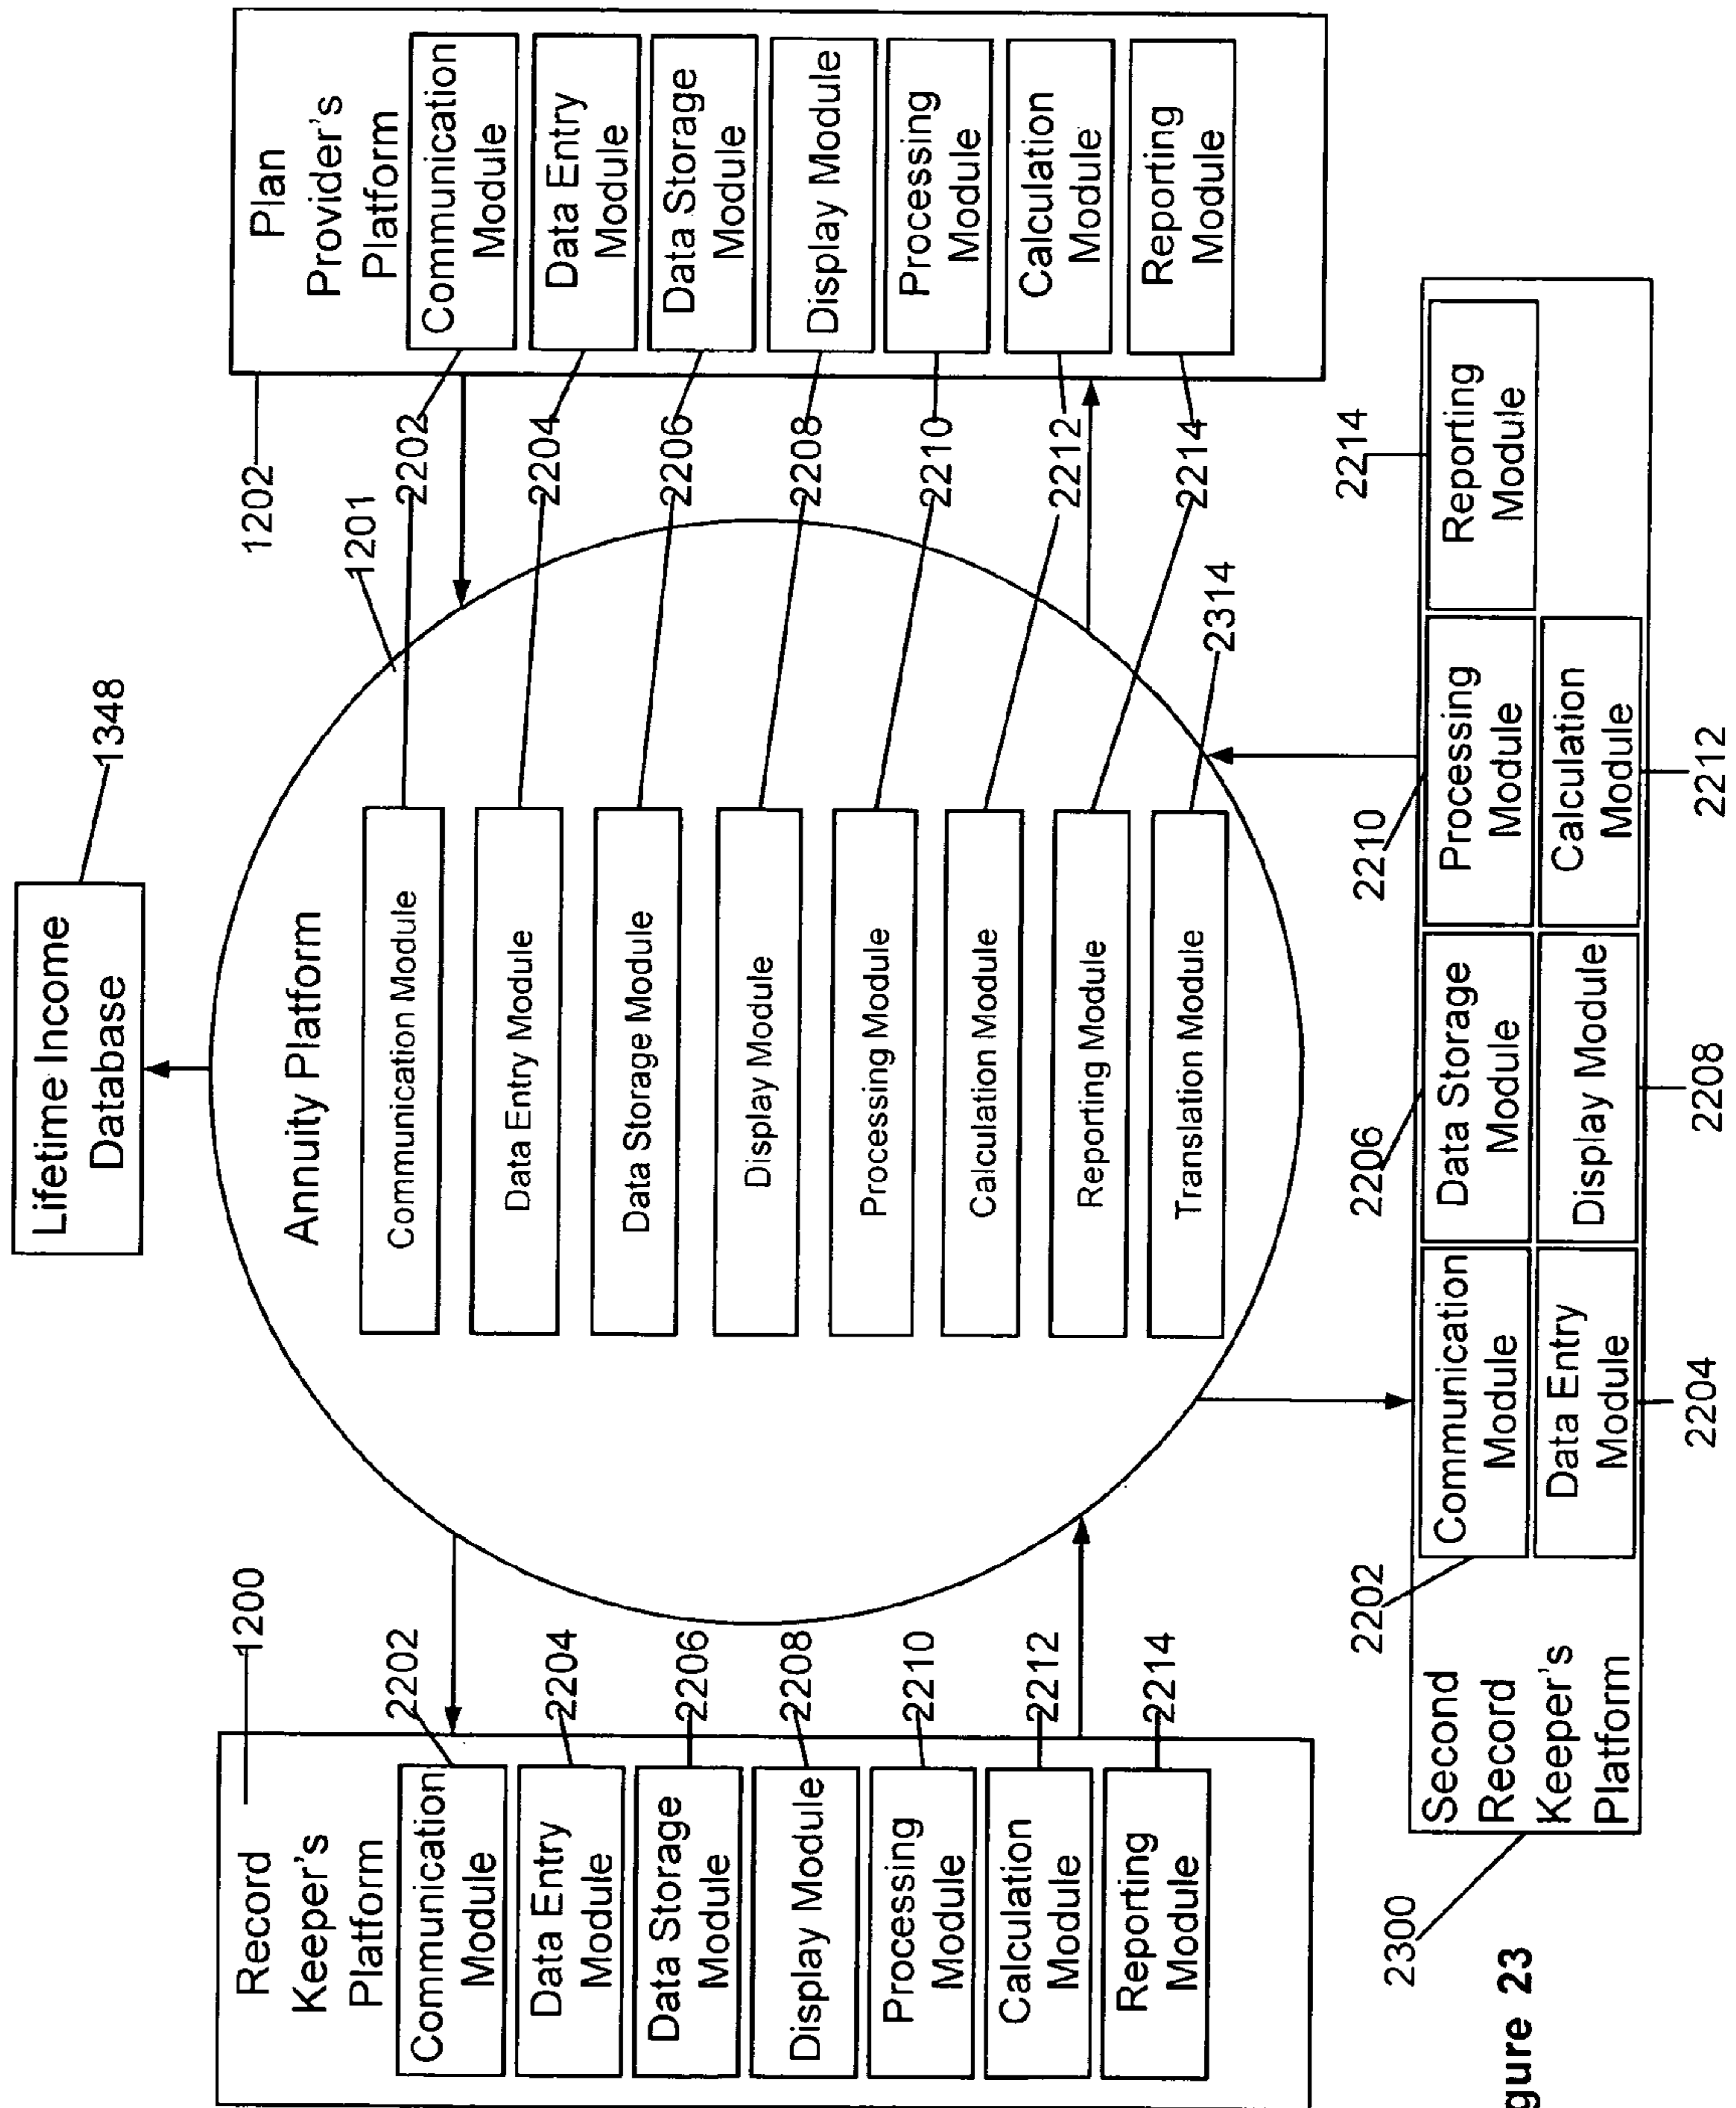 Lifetime Income
Database
1348
Record
Keeper's
Platform
1200
Communication
Module
Data Entry
Module
Data Storage
Module
Display Module
Processing
Module
Calculation
Module
Reporting
Module
2202
2204
2206
2208
2210
2212
2214
Annuity Platform
1201
Communication Module
Data Entry Module
Data Storage Module
Display Module
Processing Module
Calculation Module
Reporting Module
Translation Module
2202
2204
2206
2208
2210
2212
2214
2314
1202
Plan
Provider's
Platform
Communication
Module
Data Entry
Module
Data Storage
Module
Display Module
Processing
Module
Calculation
Module
Reporting
Module
2300
Second
Record
Keeper's
Platform
2202
2206
2210
2214
Communication
Module
Data Storage
Module
Processing
Module
Reporting
Module
Data Entry
Module
Display Module
Calculation
Module
2204
2208
2212
gure 23